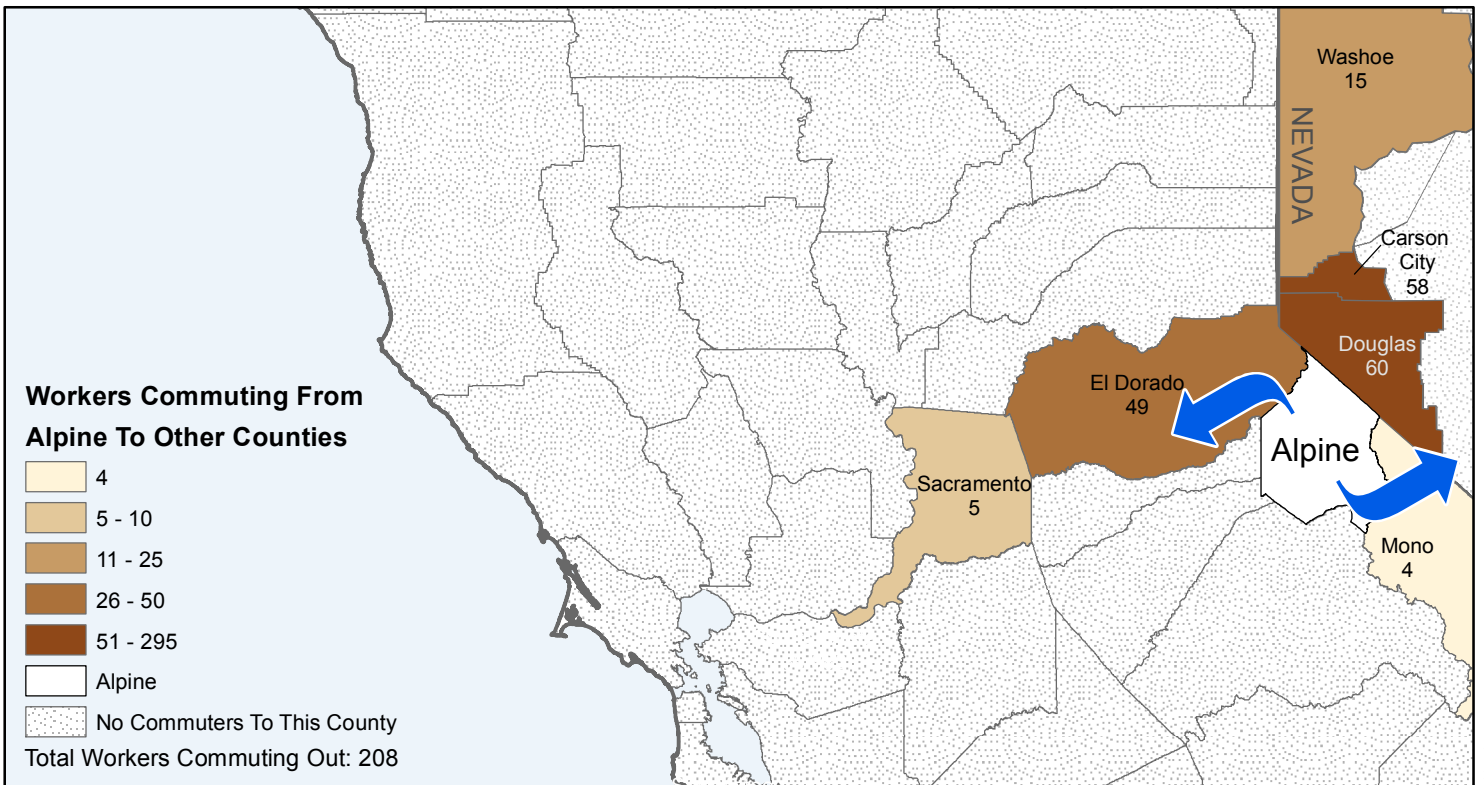 Washoe
15
NEVADA
Carson
City
58
Douglas
60
El Dorado
49
Alpine
Sacramento
5
Mono
4
Workers Commuting From
Alpine To Other Counties
4
5 - 10
11 - 25
26 - 50
51 - 295
Alpine
No Commuters To This County
Total Workers Commuting Out: 208